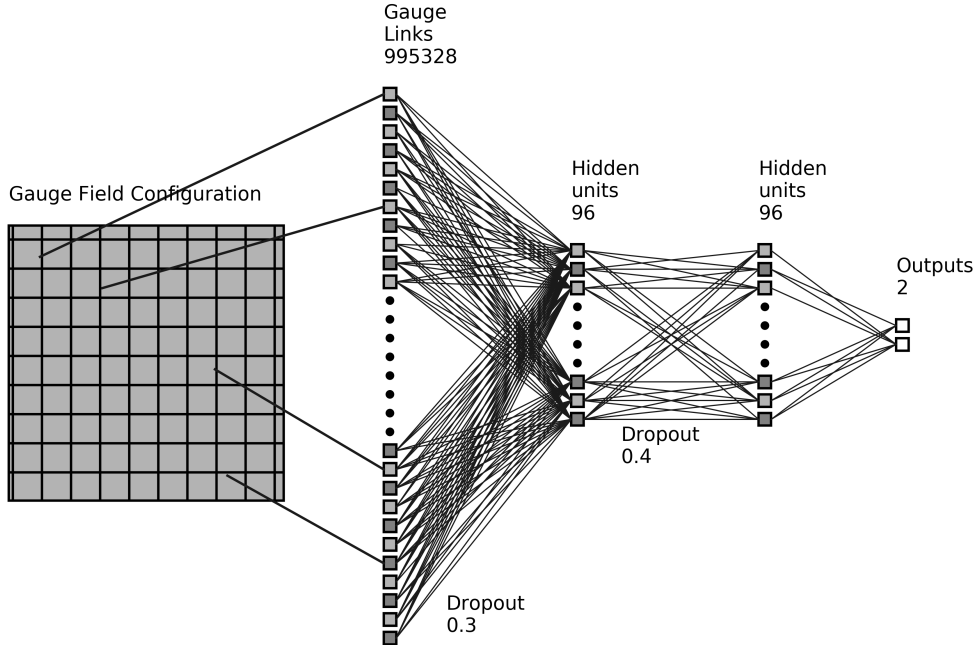 Gauge
Links
995328
Gauge Field Configuration
Hidden
units
96
Hidden
units
96
Outputs
2
Dropout
0.4
Dropout
0.3